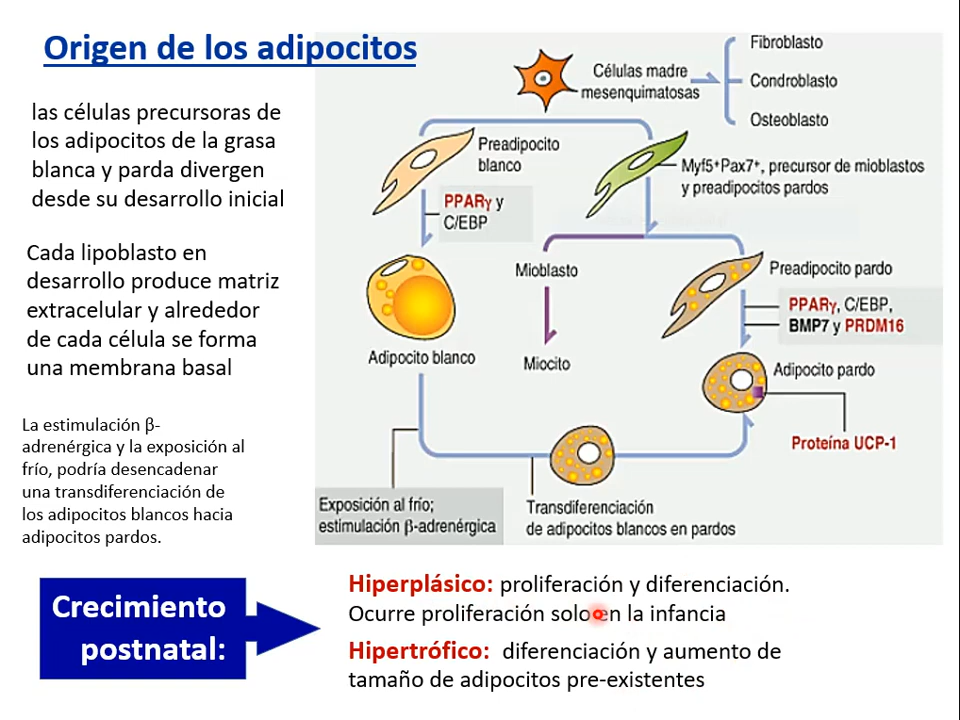 Origen de los adipocitos
las células precursoras de
los adipocitos de la grasa
blanca y parda divergen
desde su desarrollo inicial
Cada lipoblasto en
desarrollo produce matriz
extracelular y alrededor
de cada célula se forma
una membrana basal
La estimulación β-
adrenérgica y la exposición al
frío, podría desencadenar
una transdiferenciación de
los adipocitos blancos hacia
adipocitos pardos.
Células madre
mesenquimatosas
Fibroblasto
Condroblasto
Osteoblasto
Preadipocito
blanco
Myf5⁺Pax7⁺, precursor de mioblastos
y preadipocitos pardos
PPARγ y
C/EBP
Mioblasto
Preadipocito pardo
PPARγ, C/EBP,
BMP7 y PRDM16
Adipocito blanco
Miocito
Adipocito pardo
Proteína UCP-1
Exposición al frío;
estimulación β-adrenérgica
Transdiferenciación
de adipocitos blancos en pardos
Crecimiento
postnatal:
Hiperplásico: proliferación y diferenciación.
Ocurre proliferación solo en la infancia
Hipertrófico: diferenciación y aumento de
tamaño de adipocitos pre-existentes